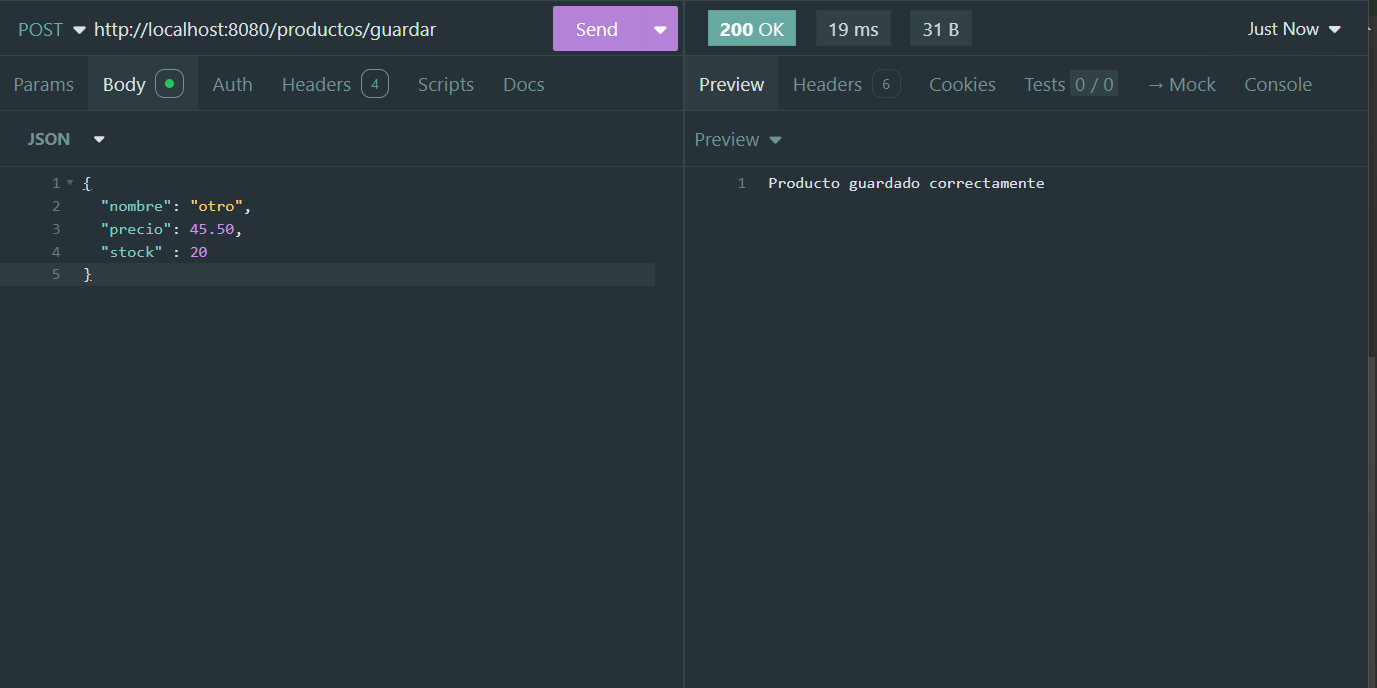 POST http://localhost:8080/productos/guardar Send 200 OK 19 ms 31 B Just Now
Params Body Auth Headers 4 Scripts Docs Preview Headers 6 Cookies Tests 0 / 0 → Mock Console
JSON Preview
1 {
2 "nombre": "otro",
3 "precio": 45.50,
4 "stock" : 20
5 }
1 Producto guardado correctamente